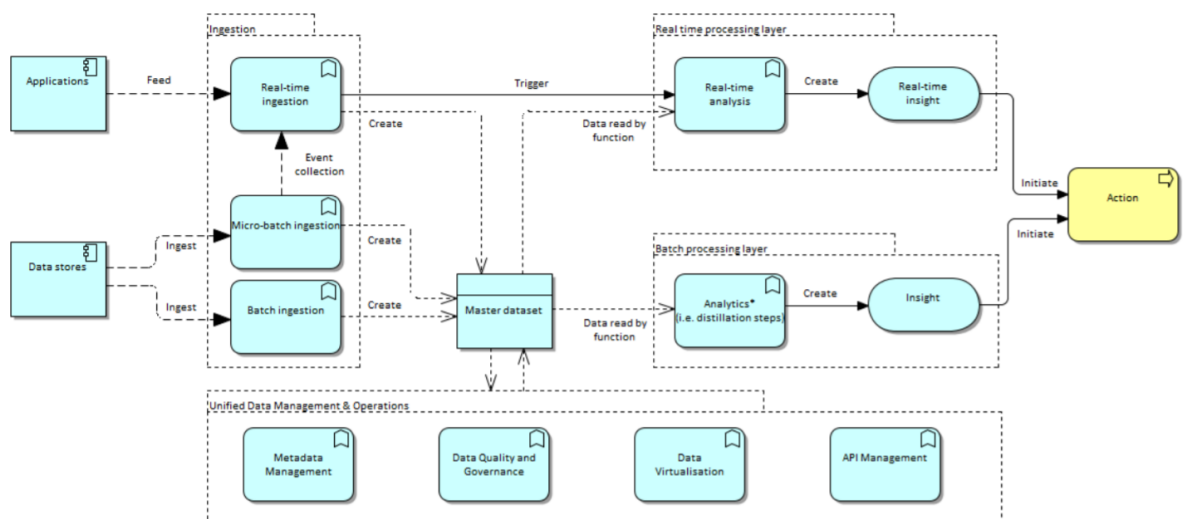 Ingestion
Real time processing layer
Applications
Feed
Real-time
ingestion
Trigger
Create
Real-time
analysis
Create
Real-time
insight
Data read by
function
Event
collection
Initiate
Action
Data stores
Ingest
Micro-batch ingestion
Create
Initiate
Batch processing layer
Ingest
Batch ingestion
Create
Master dataset
Data read by
function
Analytics*
(i.e. distillation steps)
Create
Insight
Unified Data Management & Operations
Metadata
Management
Data Quality and
Governance
Data
Virtualisation
API Management